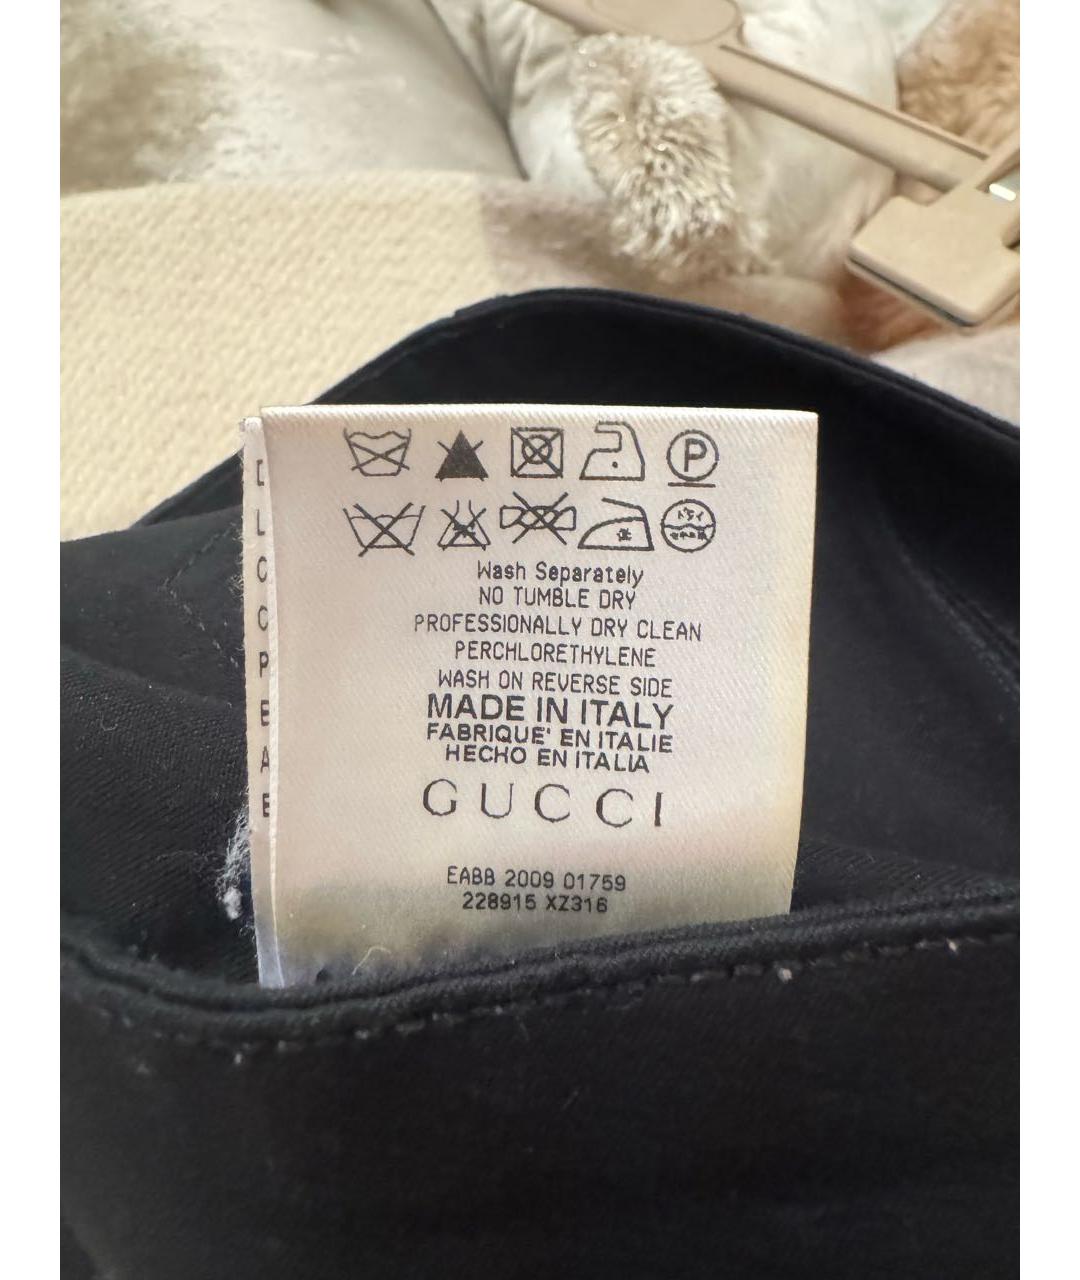 P
Wash Separately
NO TUMBLE DRY
PROFESSIONALLY DRY CLEAN
PERCHLORETHYLENE
WASH ON REVERSE SIDE
MADE IN ITALY
FABRIQUE' EN ITALIE
HECHO EN ITALIA
GUCCI
EABB 2009 01759
228915 XZ316